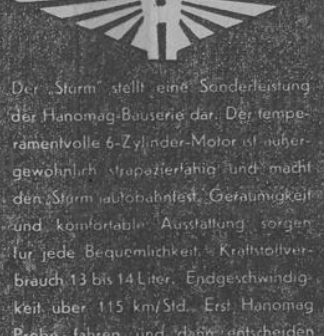 Der „Sturm" stellt eine Sonderleistung
der Hanomag-Bauserie dar. Der tempe-
ramentvolle 6-Zylinder-Motor ist außer-
gewöhnlich strapazierfähig und macht
den „Sturm" autobahnfest. Geräumigkeit
und komfortable Ausstattung sorgen
für jede Bequemlichkeit. Kraftstoffver-
brauch 13 bis 14 Liter. Endgeschwindig-
keit über 115 km/Std. Erst Hanomag
Probe fahren und dann entscheiden